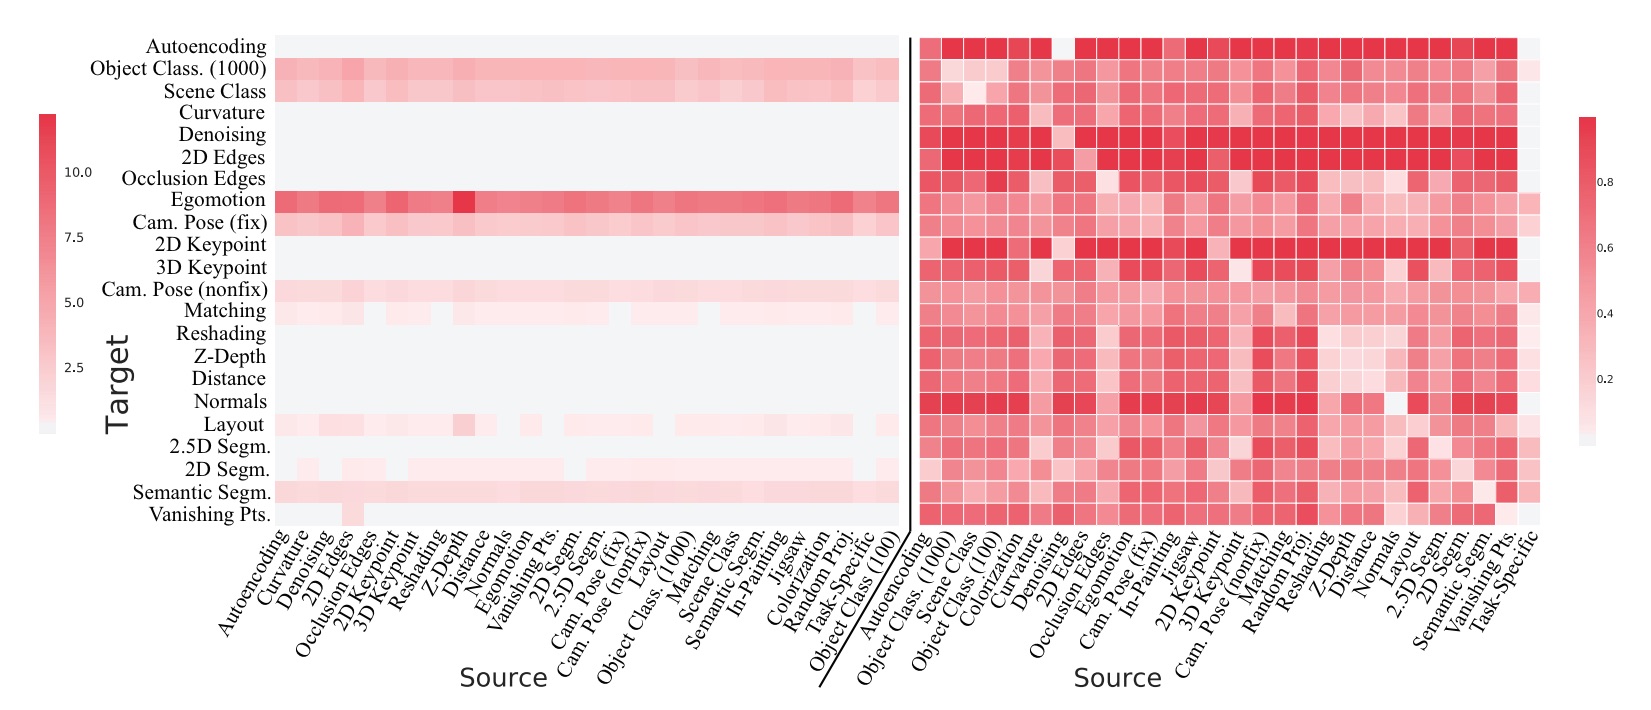 Autoencoding
Object Class. (1000)
Scene Class
Curvature
Denoising
2D Edges
Occlusion Edges
Egomotion
Cam. Pose (fix)
2D Keypoint
3D Keypoint
Cam. Pose (nonfix)
Matching
Reshading
Z-Depth
Distance
Normals
Layout
2.5D Segm.
2D Segm.
Semantic Segm.
Vanishing Pts.
Target
10.0
7.5
5.0
2.5
Autoencoding
Curvature
Denoising
2D Edges
Occlusion Edges
2D Keypoint
3D Keypoint
Reshading
Z-Depth
Distance
Normals
Egomotion
Vanishing Pts.
2D Segm.
2.5D Segm.
Cam. Pose (fix)
Cam. Pose (nonfix)
Layout
Object Class. (1000)
Matching
Scene Class
Semantic Segm.
In-Painting
Jigsaw
Colorization
Random Proj.
Task-Specific
Object Class (100)
Source
Autoencoding
Object Class. (1000)
Scene Class
Object Class (100)
Colorization
Curvature
Denoising
2D Edges
Occlusion Edges
Egomotion
Cam. Pose (fix)
In-Painting
Jigsaw
2D Keypoint
3D Keypoint
Cam. Pose (nonfix)
Matching
Random Proj.
Reshading
Z-Depth
Distance
Normals
Layout
2.5D Segm.
2D Segm.
Semantic Segm.
Vanishing Pts.
Task-Specific
Source
0.8
0.6
0.4
0.2